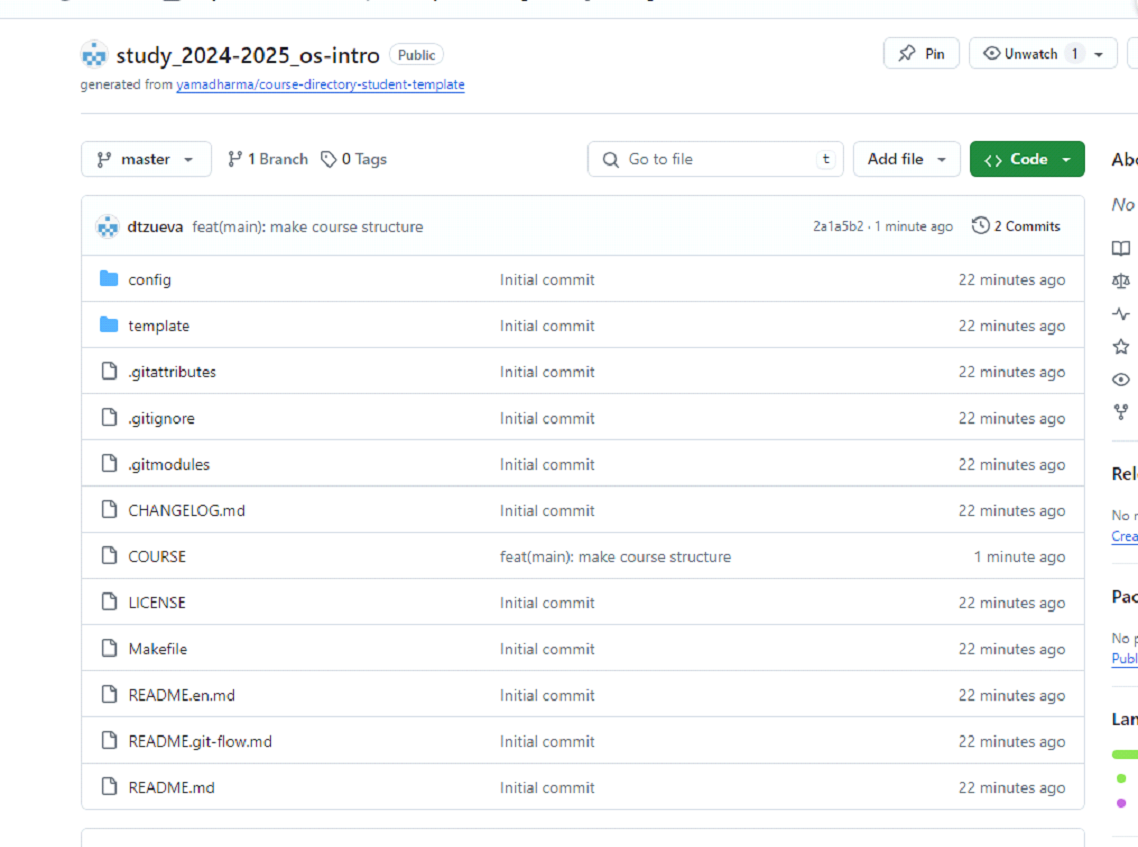 study_2024-2025_os-intro Public Pin Unwatch 1
generated from yamadharma/course-directory-student-template
master 1 Branch 0 Tags Go to file t Add file Code
dtzueva feat(main): make course structure 2a1a5b2 · 1 minute ago 2 Commits
No
config Initial commit 22 minutes ago
template Initial commit 22 minutes ago
.gitattributes Initial commit 22 minutes ago
.gitignore Initial commit 22 minutes ago
.gitmodules Initial commit 22 minutes ago
CHANGELOG.md Initial commit 22 minutes ago
No
COURSE feat(main): make course structure 1 minute ago
LICENSE Initial commit 22 minutes ago
Makefile Initial commit 22 minutes ago
No
README.en.md Initial commit 22 minutes ago
README.git-flow.md Initial commit 22 minutes ago
README.md Initial commit 22 minutes ago